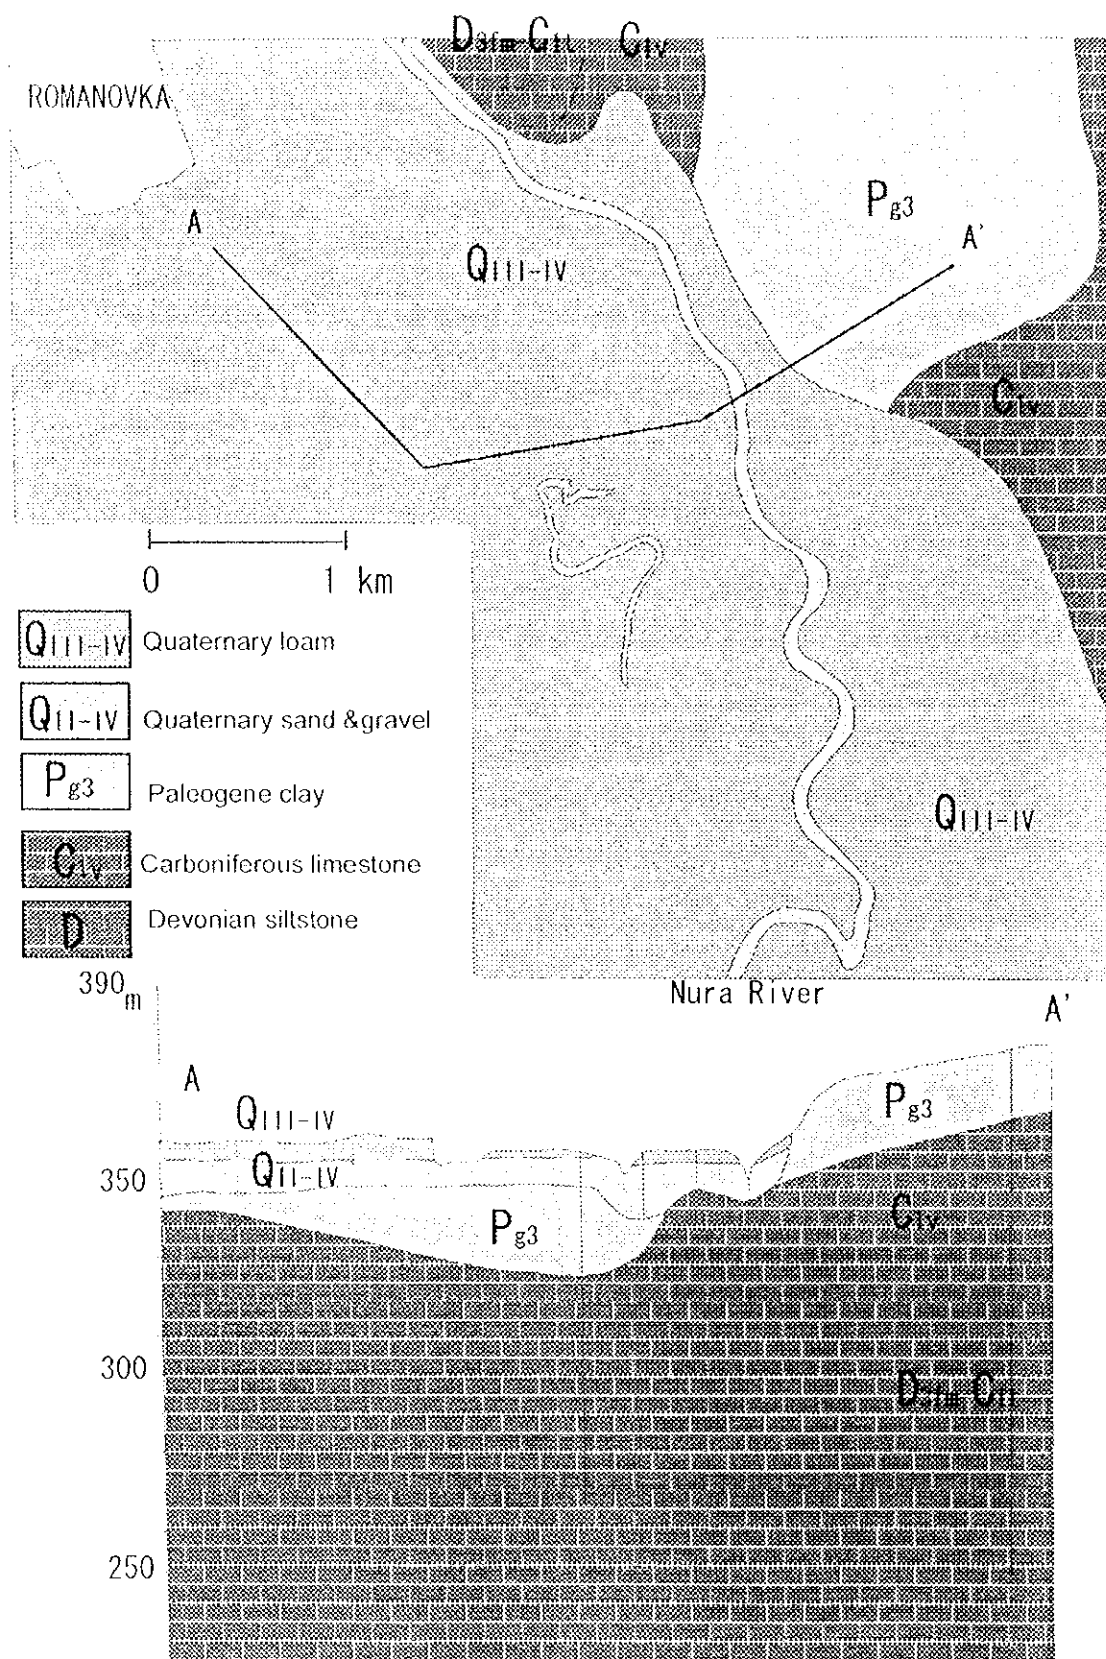 D3fm-C1t C1v
ROMANOVKA
Pg3
A
A'
QIII-IV
C1v
0 1 km
QIII-IV Quaternary loam
QII-IV Quaternary sand &gravel
Pg3 Paleogene clay
C1v Carboniferous limestone
D Devonian siltstone
QIII-IV
390m
Nura River
A'
A
Pg3
QIII-IV
350
QII-IV
C1v
Pg3
300
D3fm-C1t
250